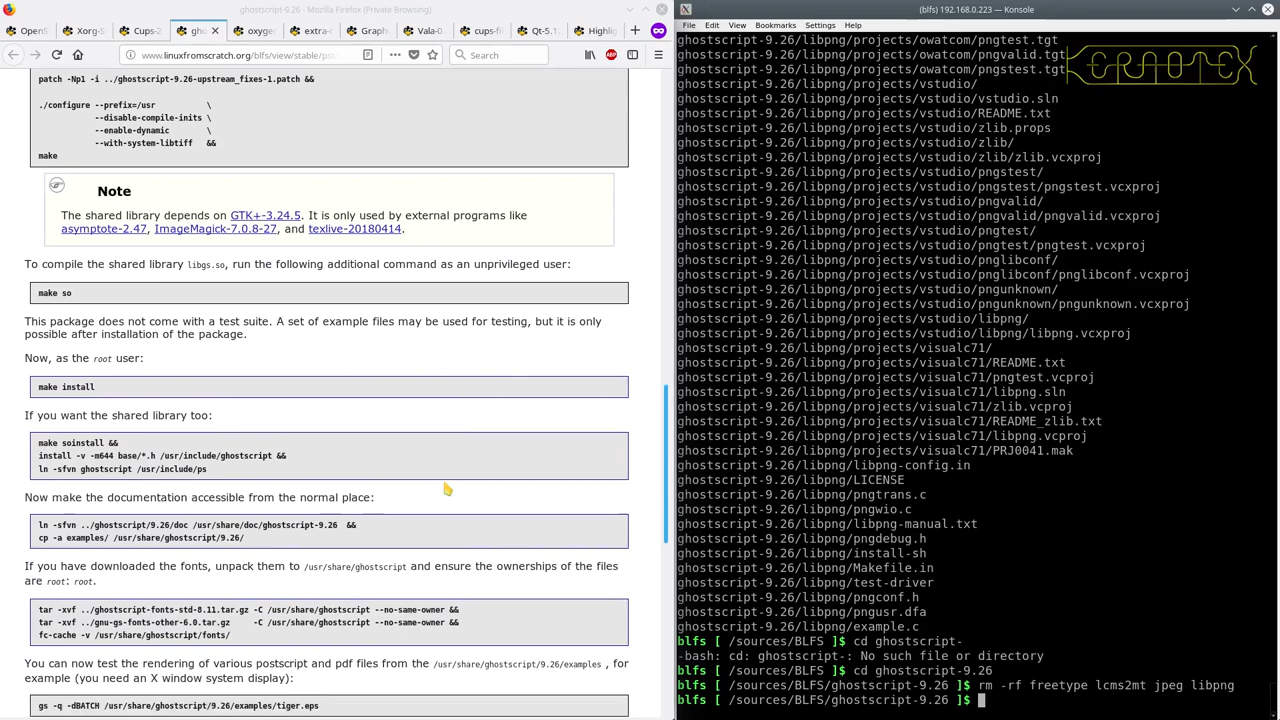 ghostscript-9.26 - Mozilla Firefox (Private Browsing)
OpenS
Xorg-S
Cups-2
gho
oxyge
extra-c
Graph
Vala-0
cups-fil
Qt-5.1
Highlig
https://www.linuxfromscratch.org/blfs/view/stable/pst
Search
patch -Np1 -i ../ghostscript-9.26-upstream_fixes-1.patch &&
./configure --prefix=/usr \
--disable-compile-inits \
--enable-dynamic \
--with-system-libtiff &&
make
Note
The shared library depends on GTK+-3.24.5. It is only used by external programs like
asymptote-2.47, ImageMagick-7.0.8-27, and texlive-20180414.
To compile the shared library libgs.so, run the following additional command as an unprivileged user:
make so
This package does not come with a test suite. A set of example files may be used for testing, but it is only
possible after installation of the package.
Now, as the root user:
make install
If you want the shared library too:
make soinstall &&
install -v -m644 base/*.h /usr/include/ghostscript &&
ln -sfvn ghostscript /usr/include/ps
Now make the documentation accessible from the normal place:
ln -sfvn ../ghostscript/9.26/doc /usr/share/doc/ghostscript-9.26 &&
cp -a examples/ /usr/share/ghostscript/9.26/
If you have downloaded the fonts, unpack them to /usr/share/ghostscript and ensure the ownerships of the files
are root: root.
tar -xvf ../ghostscript-fonts-std-8.11.tar.gz -C /usr/share/ghostscript --no-same-owner &&
tar -xvf ../gnu-gs-fonts-other-6.0.tar.gz -C /usr/share/ghostscript --no-same-owner &&
fc-cache -v /usr/share/ghostscript/fonts/
You can now test the rendering of various postscript and pdf files from the /usr/share/ghostscript/9.26/examples , for
example (you need an X window system display):
gs -q -dBATCH /usr/share/ghostscript/9.26/examples/tiger.eps
(blfs) 192.168.0.223 — Konsole
File Edit View Bookmarks Settings Help
ghostscript-9.26/libpng/projects/owatcom/pngtest.tgt
ghostscript-9.26/libpng/projects/owatcom/pngvalid.tgt
ghostscript-9.26/libpng/projects/owatcom/pngstest.tgt
ghostscript-9.26/libpng/projects/vstudio/
ghostscript-9.26/libpng/projects/vstudio/vstudio.sln
ghostscript-9.26/libpng/projects/vstudio/README.txt
ghostscript-9.26/libpng/projects/vstudio/zlib.props
ghostscript-9.26/libpng/projects/vstudio/zlib/
ghostscript-9.26/libpng/projects/vstudio/zlib/zlib.vcxproj
ghostscript-9.26/libpng/projects/vstudio/pngstest/
ghostscript-9.26/libpng/projects/vstudio/pngstest/pngstest.vcxproj
ghostscript-9.26/libpng/projects/vstudio/pngvalid/
ghostscript-9.26/libpng/projects/vstudio/pngvalid/pngvalid.vcxproj
ghostscript-9.26/libpng/projects/vstudio/pngtest/
ghostscript-9.26/libpng/projects/vstudio/pngtest/pngtest.vcxproj
ghostscript-9.26/libpng/projects/vstudio/pnglibconf/
ghostscript-9.26/libpng/projects/vstudio/pnglibconf/pnglibconf.vcxproj
ghostscript-9.26/libpng/projects/vstudio/pngunknown/
ghostscript-9.26/libpng/projects/vstudio/pngunknown/pngunknown.vcxproj
ghostscript-9.26/libpng/projects/vstudio/libpng/
ghostscript-9.26/libpng/projects/vstudio/libpng/libpng.vcxproj
ghostscript-9.26/libpng/projects/visualc71/
ghostscript-9.26/libpng/projects/visualc71/README.txt
ghostscript-9.26/libpng/projects/visualc71/pngtest.vcproj
ghostscript-9.26/libpng/projects/visualc71/libpng.sln
ghostscript-9.26/libpng/projects/visualc71/zlib.vcproj
ghostscript-9.26/libpng/projects/visualc71/README_zlib.txt
ghostscript-9.26/libpng/projects/visualc71/libpng.vcproj
ghostscript-9.26/libpng/projects/visualc71/PRJ0041.mak
ghostscript-9.26/libpng/libpng-config.in
ghostscript-9.26/libpng/LICENSE
ghostscript-9.26/libpng/pngtrans.c
ghostscript-9.26/libpng/pngwio.c
ghostscript-9.26/libpng/libpng-manual.txt
ghostscript-9.26/libpng/pngdebug.h
ghostscript-9.26/libpng/install-sh
ghostscript-9.26/libpng/Makefile.in
ghostscript-9.26/libpng/test-driver
ghostscript-9.26/libpng/pngconf.h
ghostscript-9.26/libpng/pngusr.dfa
ghostscript-9.26/libpng/example.c
blfs [ /sources/BLFS ]$ cd ghostscript-
-bash: cd: ghostscript-: No such file or directory
blfs [ /sources/BLFS ]$ cd ghostscript-9.26
blfs [ /sources/BLFS/ghostscript-9.26 ]$ rm -rf freetype lcms2mt jpeg libpng
blfs [ /sources/BLFS/ghostscript-9.26 ]$